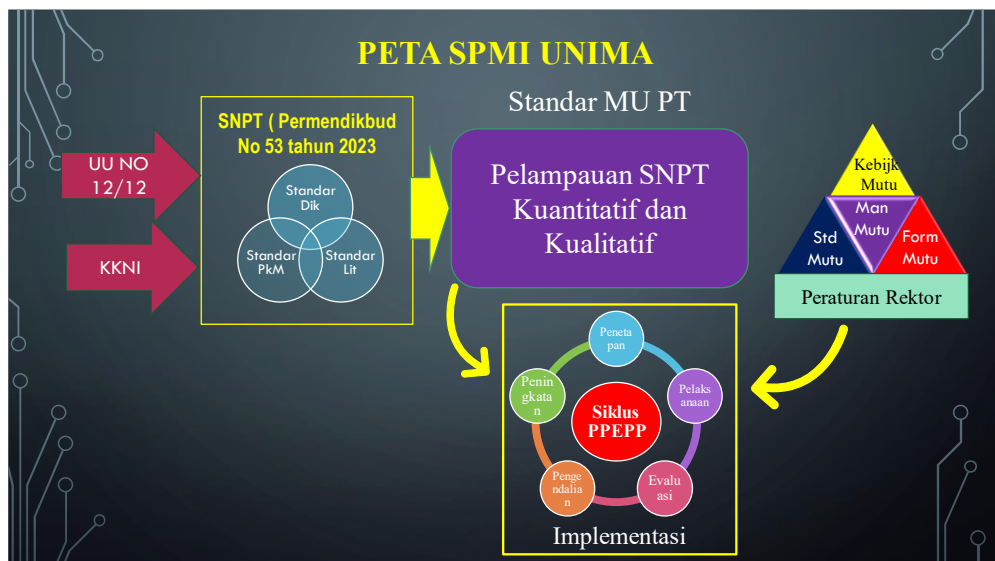 PETA SPMI UNIMA
Standar MU PT
SNPT ( Permendikbud
No 53 tahun 2023
UU NO
12/12
KKNI
Standar
Dik
Standar
PkM
Standar
Lit
Pelampauan SNPT
Kuantitatif dan
Kualitatif
Kebijk
Mutu
Man
Mutu
Std
Mutu
Form
Mutu
Peraturan Rektor
Peneta
pan
Pelaks
anaan
Evalu
asi
Penge
ndalia
n
Penin
gkata
n
Siklus
PPEPP
Implementasi